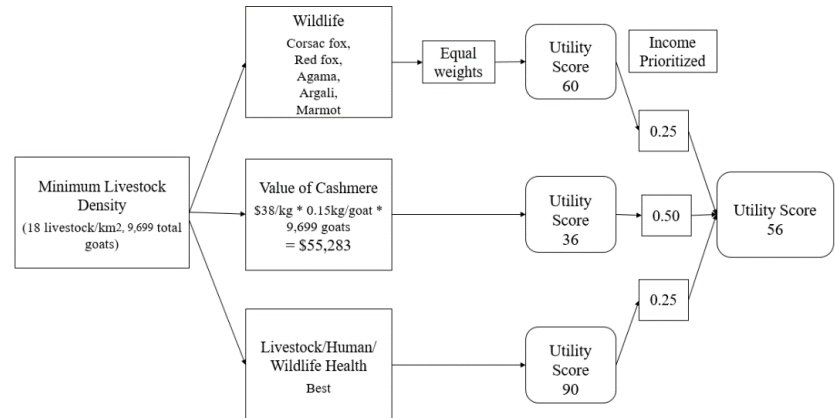 Minimum Livestock
Density
(18 livestock/km2, 9,699 total
goats)
Wildlife
Corsac fox,
Red fox,
Agama,
Argali,
Marmot
Equal
weights
Utility
Score
60
Income
Prioritized
0.25
Value of Cashmere
$38/kg * 0.15kg/goat *
9,699 goats
= $55,283
Utility
Score
36
0.50
Utility Score
56
Livestock/Human/
Wildlife Health
Best
Utility
Score
90
0.25